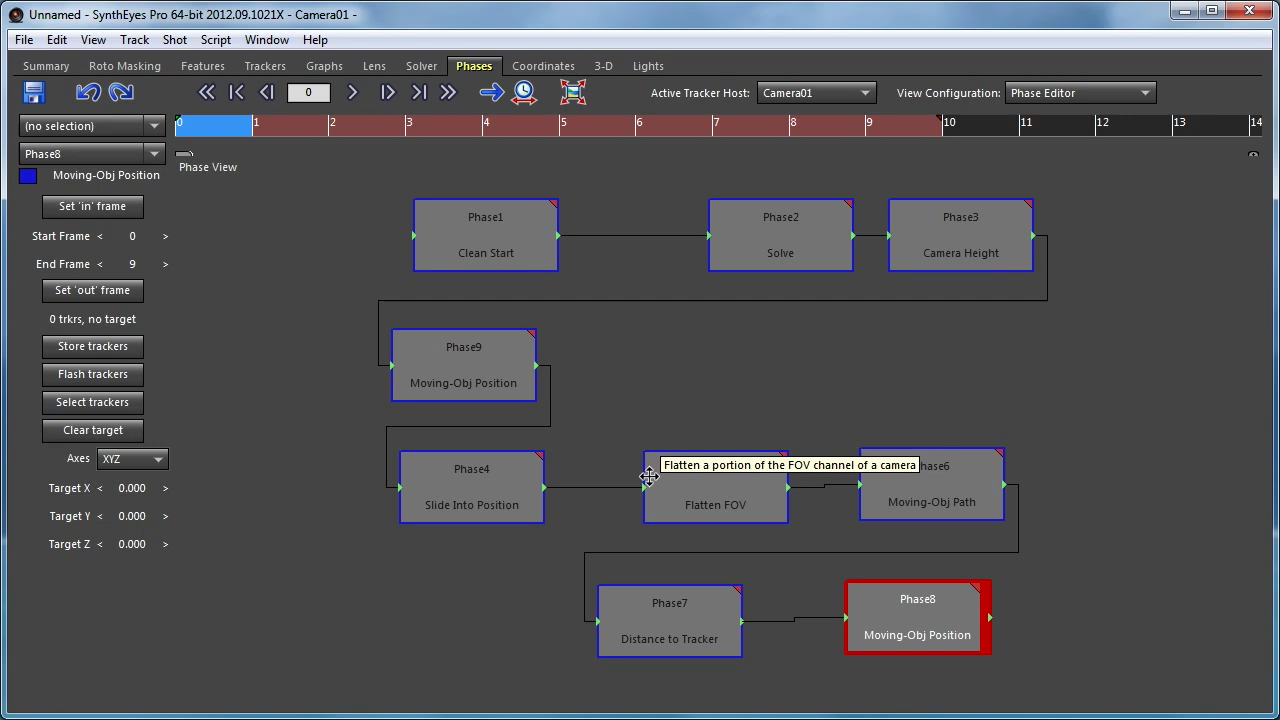 Unnamed - SynthEyes Pro 64-bit 2012.09.1021X - Camera01 -
File Edit View Track Shot Script Window Help
Summary Roto Masking Features Trackers Graphs Lens Solver Phases Coordinates 3-D Lights
0 Active Tracker Host: Camera01 View Configuration: Phase Editor
(no selection) 0 1 2 3 4 5 6 7 8 9 10 11 12 13 14
Phase8
Phase View
Moving-Obj Position
Set 'in' frame
Start Frame < 0 >
End Frame < 9 >
Set 'out' frame
0 trkrs, no target
Store trackers
Flash trackers
Select trackers
Clear target
Axes XYZ
Target X < 0.000 >
Target Y < 0.000 >
Target Z < 0.000 >
Phase1
Clean Start
Phase2
Solve
Phase3
Camera Height
Phase9
Moving-Obj Position
Phase4
Slide Into Position
Flatten a portion of the FOV channel of a camera
Flatten FOV
hase6
Moving-Obj Path
Phase7
Distance to Tracker
Phase8
Moving-Obj Position